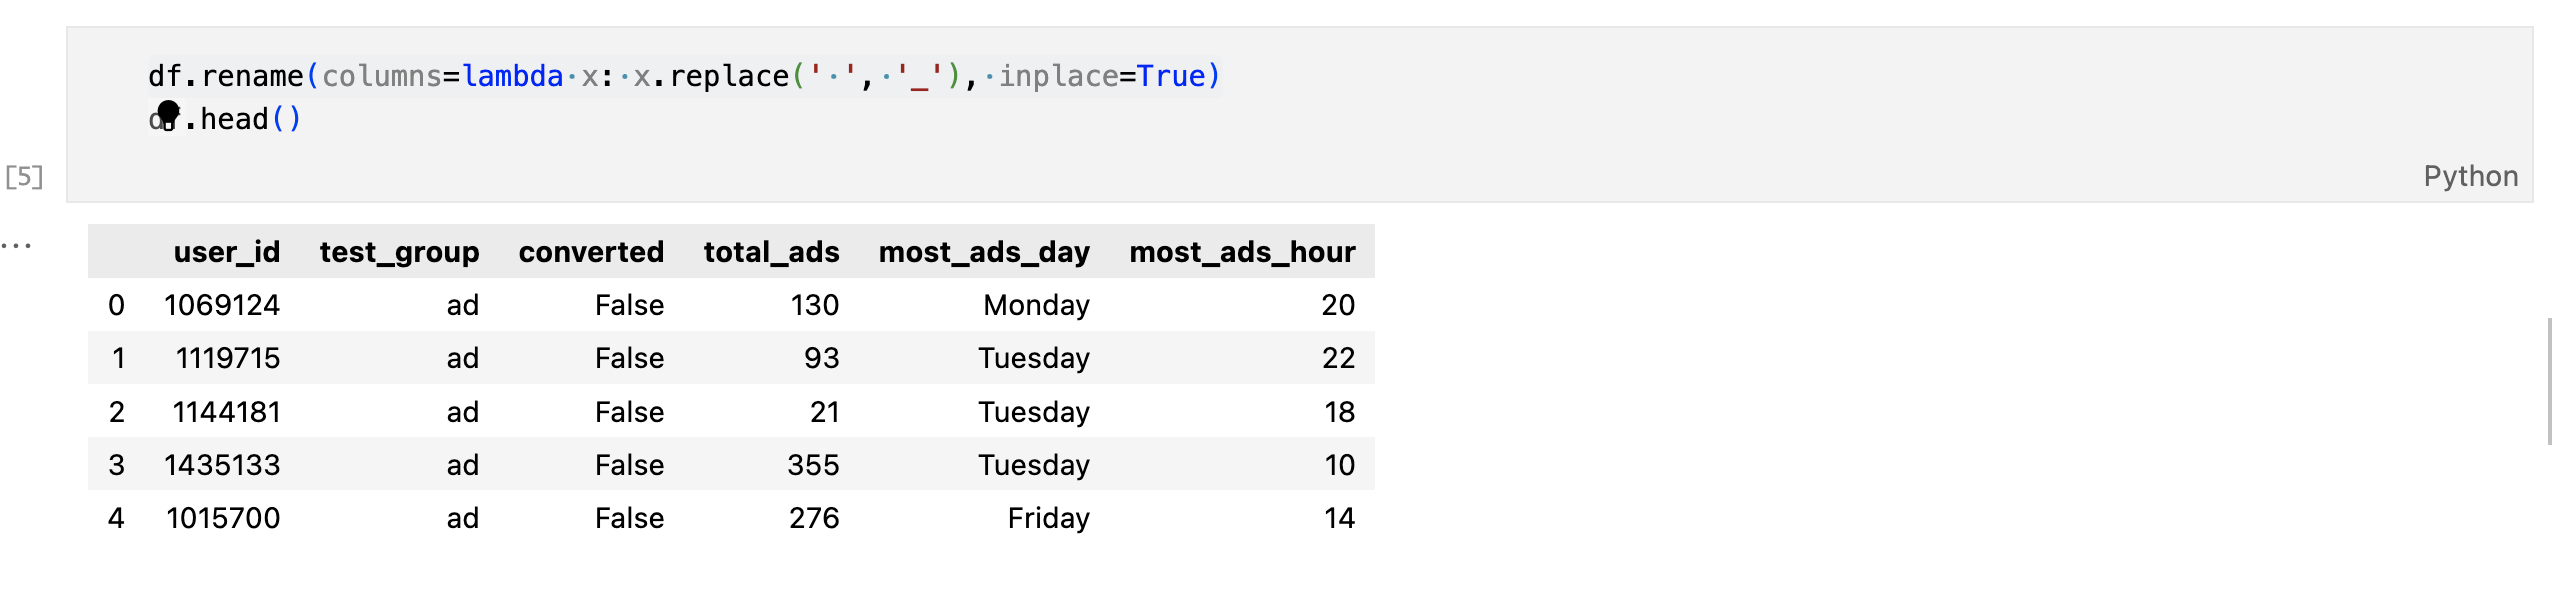 df.rename(columns=lambda x: x.replace(' ', '_'), inplace=True)
df.head()
[5]
Python
...
user_id test_group converted total_ads most_ads_day most_ads_hour
0 1069124 ad False 130 Monday 20
1 1119715 ad False 93 Tuesday 22
2 1144181 ad False 21 Tuesday 18
3 1435133 ad False 355 Tuesday 10
4 1015700 ad False 276 Friday 14